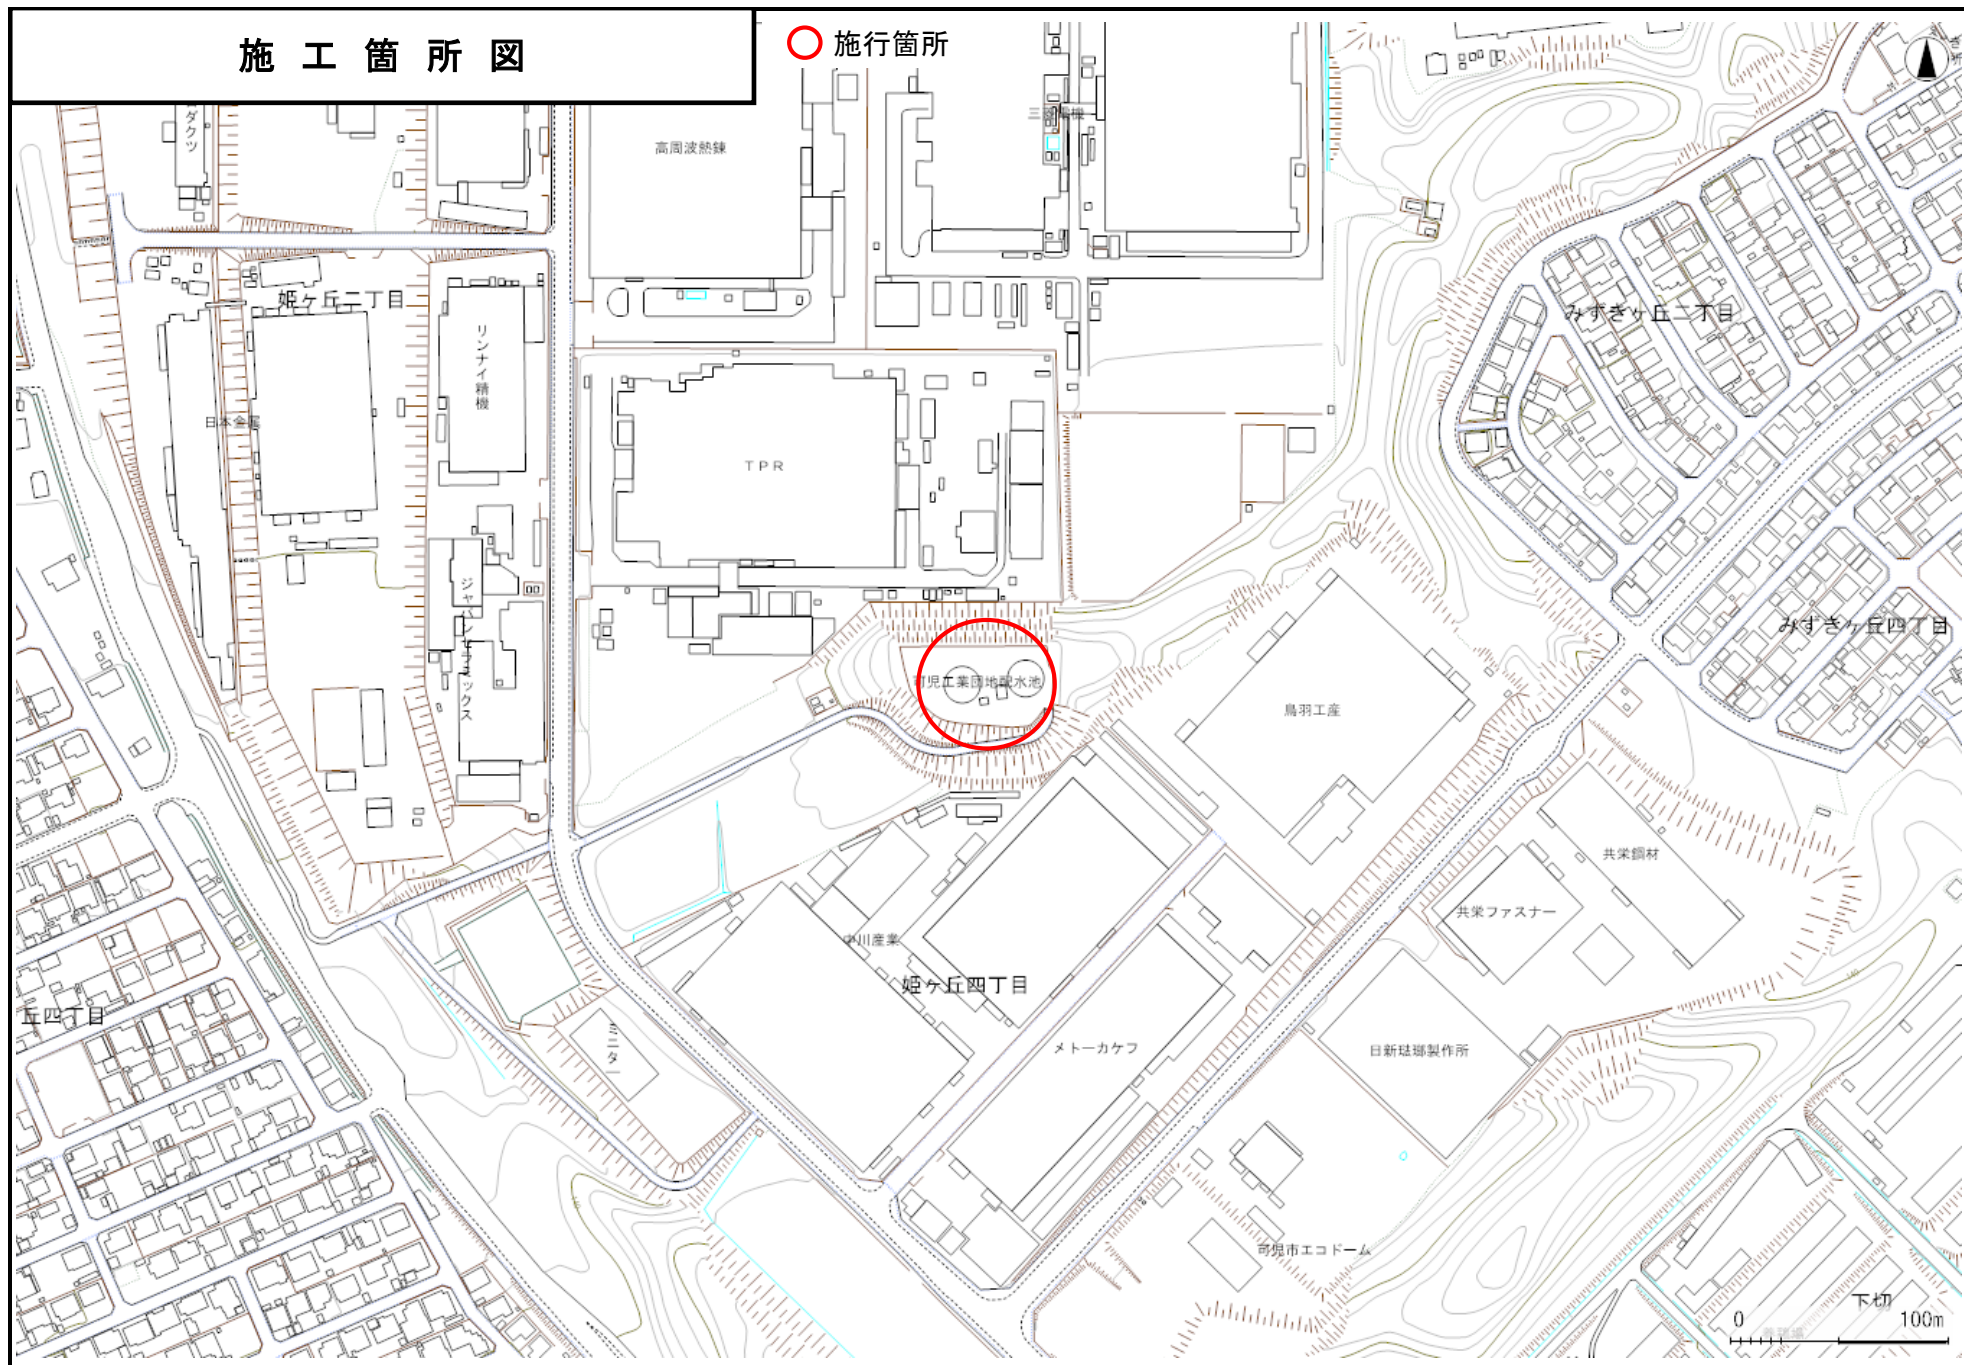 施工箇所図
施行箇所
ダクツ
高周波熱錬
姫ヶ丘二丁目
リンナイ精機
みずきヶ丘二丁目
日本金属
TPR
ジャパンセラミックス
みずきヶ丘四丁目
可児工業団地配水池
鳥羽工産
共栄鋼材
共栄ファスナー
中川産業
姫ケ丘四丁目
丘四丁目
ミニター
メトーカケフ
日新琺瑯製作所
可児市エコドーム
下切
0 100m